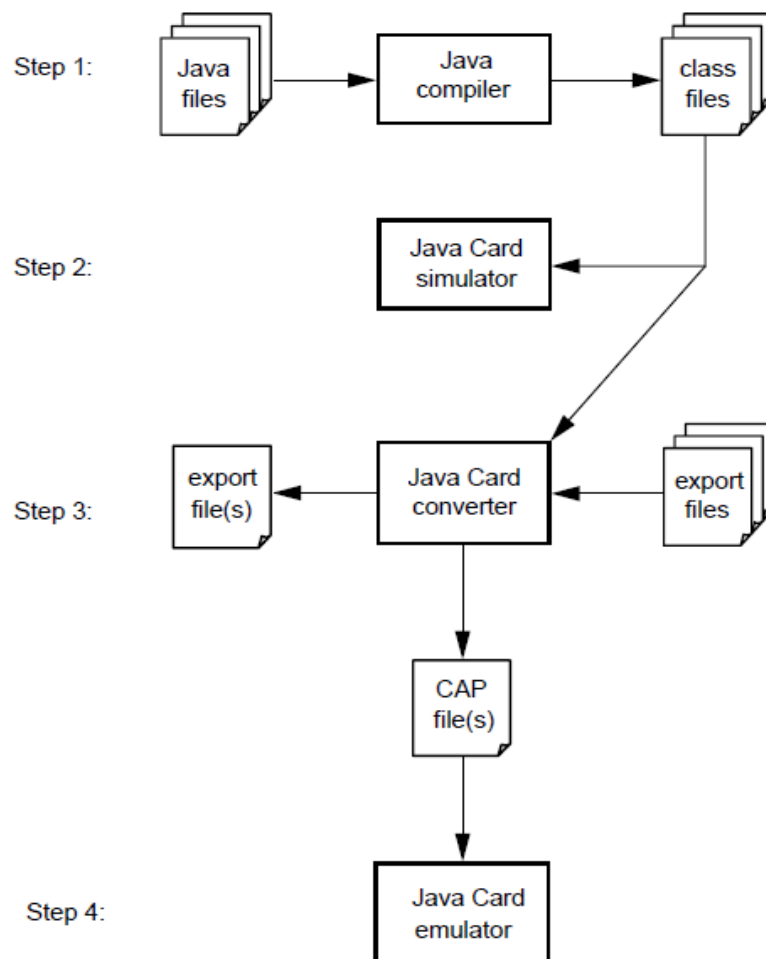 Step 1:
Java
files
Java
compiler
class
files
Step 2:
Java Card
simulator
Step 3:
export
file(s)
Java Card
converter
export
files
CAP
file(s)
Step 4:
Java Card
emulator